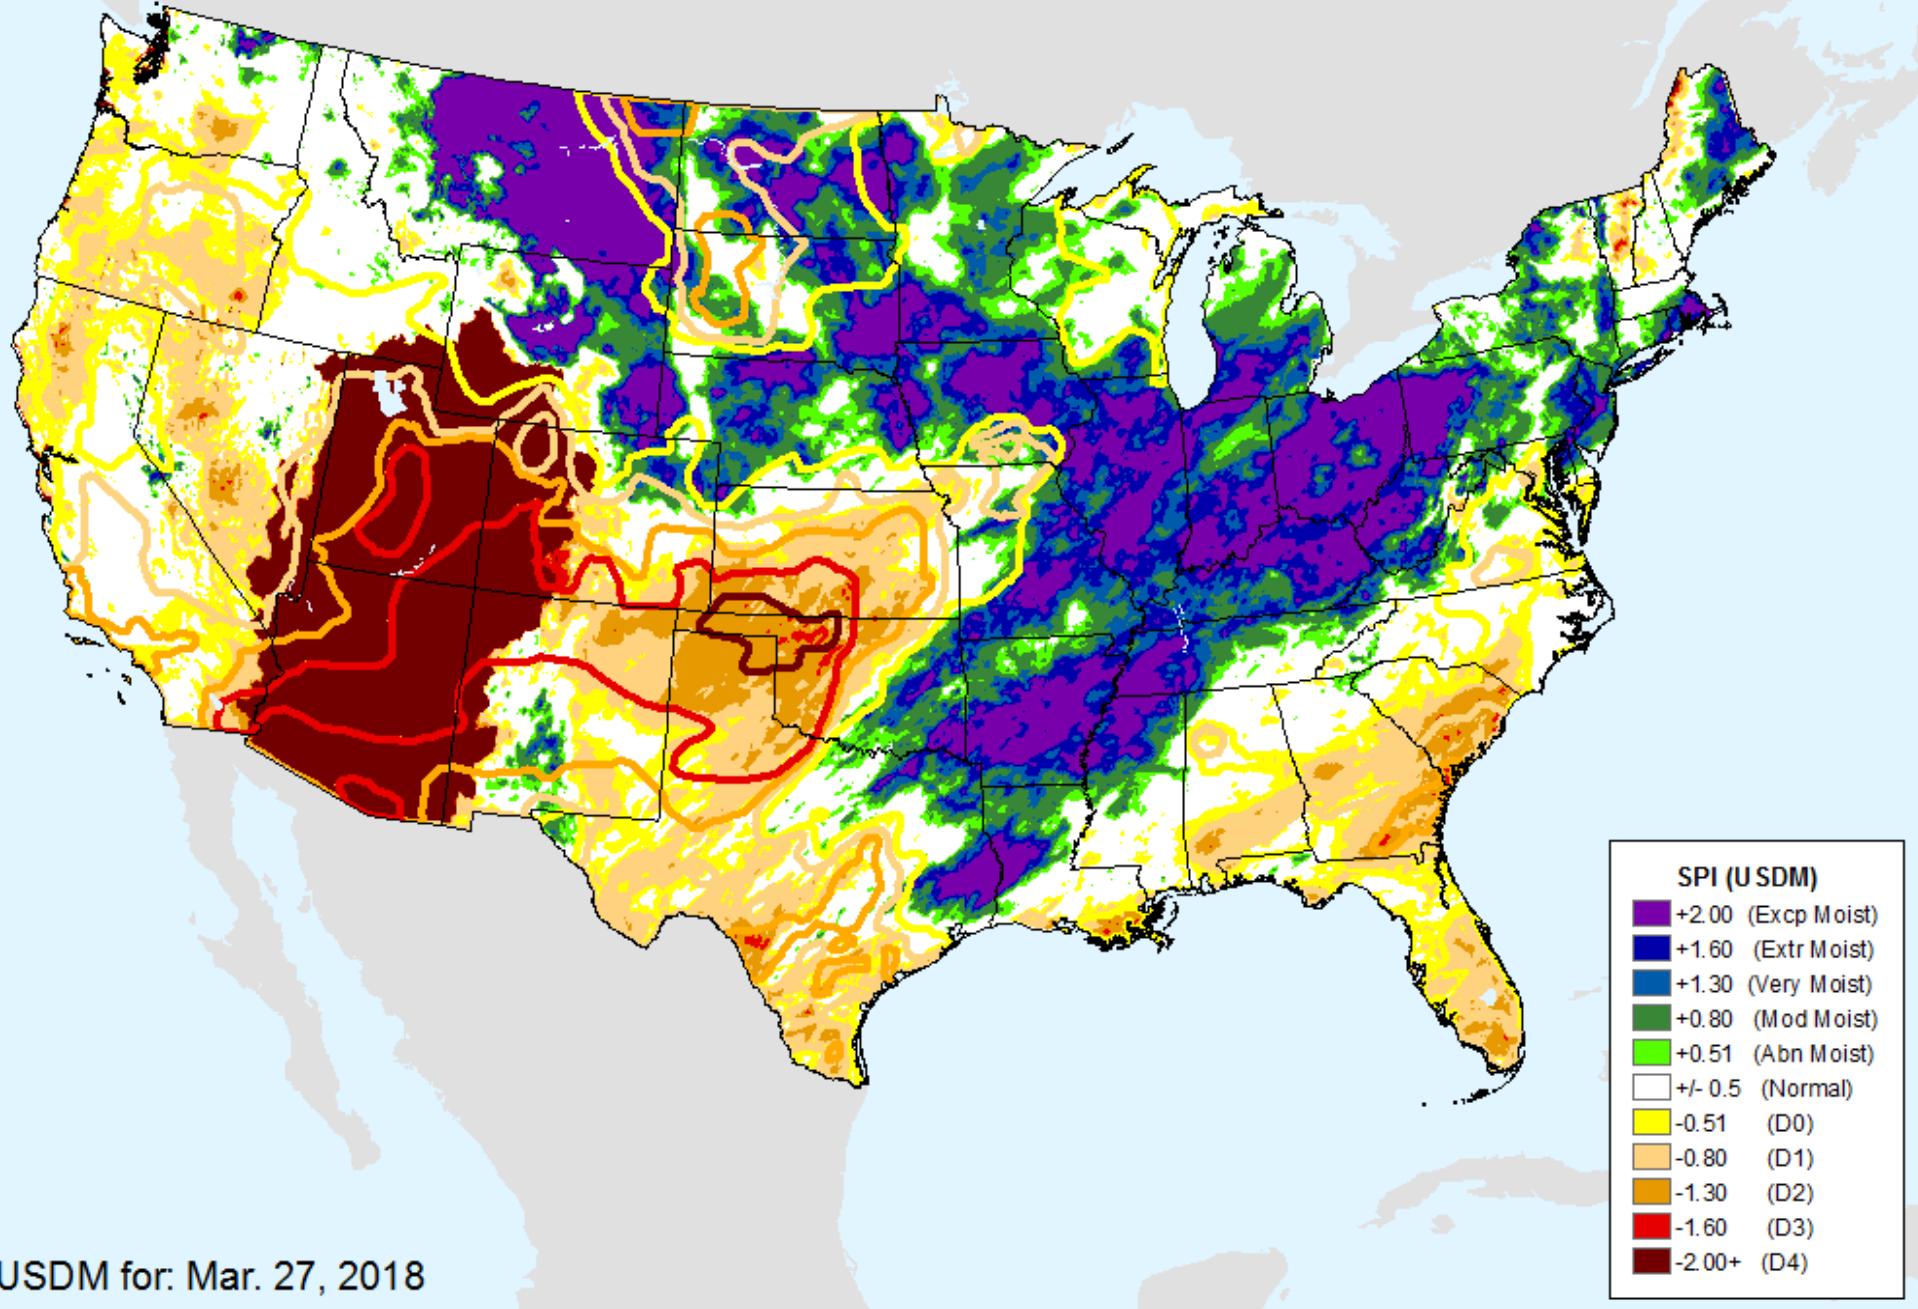 SPI (USDM)
+2.00 (Excp Moist)
+1.60 (Extr Moist)
+1.30 (Very Moist)
+0.80 (Mod Moist)
+0.51 (Abn Moist)
+/- 0.5 (Normal)
-0.51 (D0)
-0.80 (D1)
-1.30 (D2)
-1.60 (D3)
-2.00+ (D4)
USDM for: Mar. 27, 2018